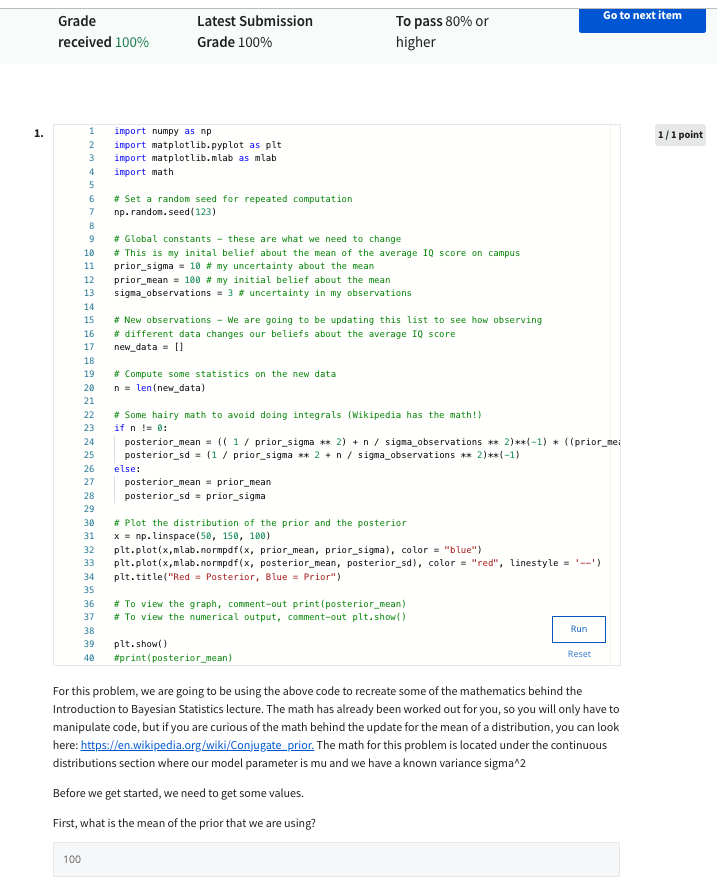 Grade
received 100%
Latest Submission
Grade 100%
To pass 80% or
higher
Go to next item
1.
1 / 1 point
1 import numpy as np
2 import matplotlib.pyplot as plt
3 import matplotlib.mlab as mlab
4 import math
5
6 # Set a random seed for repeated computation
7 np.random.seed(123)
8
9 # Global constants – these are what we need to change
10 # This is my inital belief about the mean of the average IQ score on campus
11 prior_sigma = 10 # my uncertainty about the mean
12 prior_mean = 100 # my initial belief about the mean
13 sigma_observations = 3 # uncertainty in my observations
14
15 # New observations – We are going to be updating this list to see how observing
16 # different data changes our beliefs about the average IQ score
17 new_data = []
18
19 # Compute some statistics on the new data
20 n = len(new_data)
21
22 # Some hairy math to avoid doing integrals (Wikipedia has the math!)
23 if n != 0:
24 posterior_mean = (( 1 / prior_sigma ** 2) + n / sigma_observations ** 2)**(-1) * ((prior_mea
25 posterior_sd = (1 / prior_sigma ** 2 + n / sigma_observations ** 2)**(-1)
26 else:
27 posterior_mean = prior_mean
28 posterior_sd = prior_sigma
29
30 # Plot the distribution of the prior and the posterior
31 x = np.linspace(50, 150, 100)
32 plt.plot(x,mlab.normpdf(x, prior_mean, prior_sigma), color = "blue")
33 plt.plot(x,mlab.normpdf(x, posterior_mean, posterior_sd), color = "red", linestyle = '--')
34 plt.title("Red = Posterior, Blue = Prior")
35
36 # To view the graph, comment-out print(posterior_mean)
37 # To view the numerical output, comment-out plt.show()
38
39 plt.show()
40 #print(posterior_mean)
Run
Reset
For this problem, we are going to be using the above code to recreate some of the mathematics behind the
Introduction to Bayesian Statistics lecture. The math has already been worked out for you, so you will only have to
manipulate code, but if you are curious of the math behind the update for the mean of a distribution, you can look
here: https://en.wikipedia.org/wiki/Conjugate_prior. The math for this problem is located under the continuous
distributions section where our model parameter is mu and we have a known variance sigma^2
Before we get started, we need to get some values.
First, what is the mean of the prior that we are using?
100